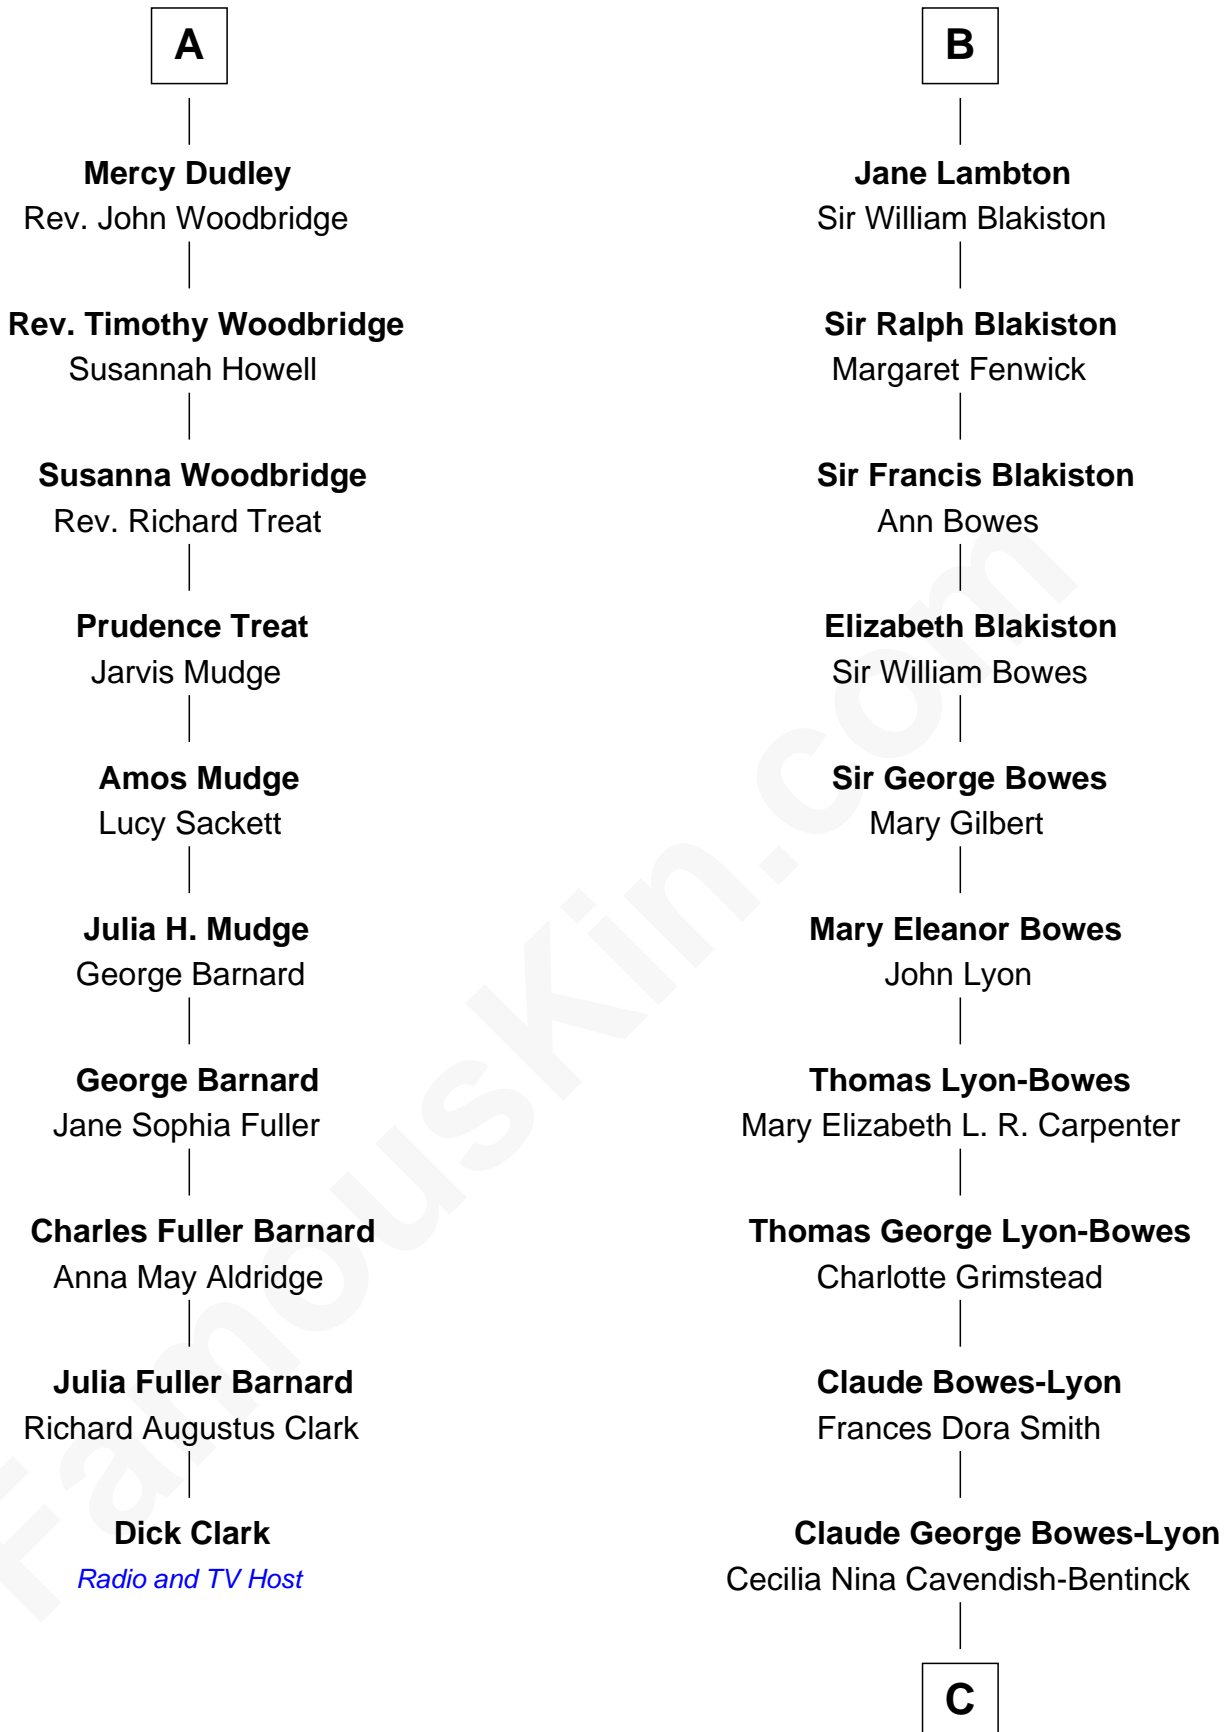 A
Mercy Dudley
Rev. John Woodbridge
Rev. Timothy Woodbridge
Susannah Howell
Susanna Woodbridge
Rev. Richard Treat
Prudence Treat
Jarvis Mudge
Amos Mudge
Lucy Sackett
Julia H. Mudge
George Barnard
George Barnard
Jane Sophia Fuller
Charles Fuller Barnard
Anna May Aldridge
Julia Fuller Barnard
Richard Augustus Clark
Dick Clark
Radio and TV Host
B
Jane Lambton
Sir William Blakiston
Sir Ralph Blakiston
Margaret Fenwick
Sir Francis Blakiston
Ann Bowes
Elizabeth Blakiston
Sir William Bowes
Sir George Bowes
Mary Gilbert
Mary Eleanor Bowes
John Lyon
Thomas Lyon-Bowes
Mary Elizabeth L. R. Carpenter
Thomas George Lyon-Bowes
Charlotte Grimstead
Claude Bowes-Lyon
Frances Dora Smith
Claude George Bowes-Lyon
Cecilia Nina Cavendish-Bentinck
C
FamousKin.com